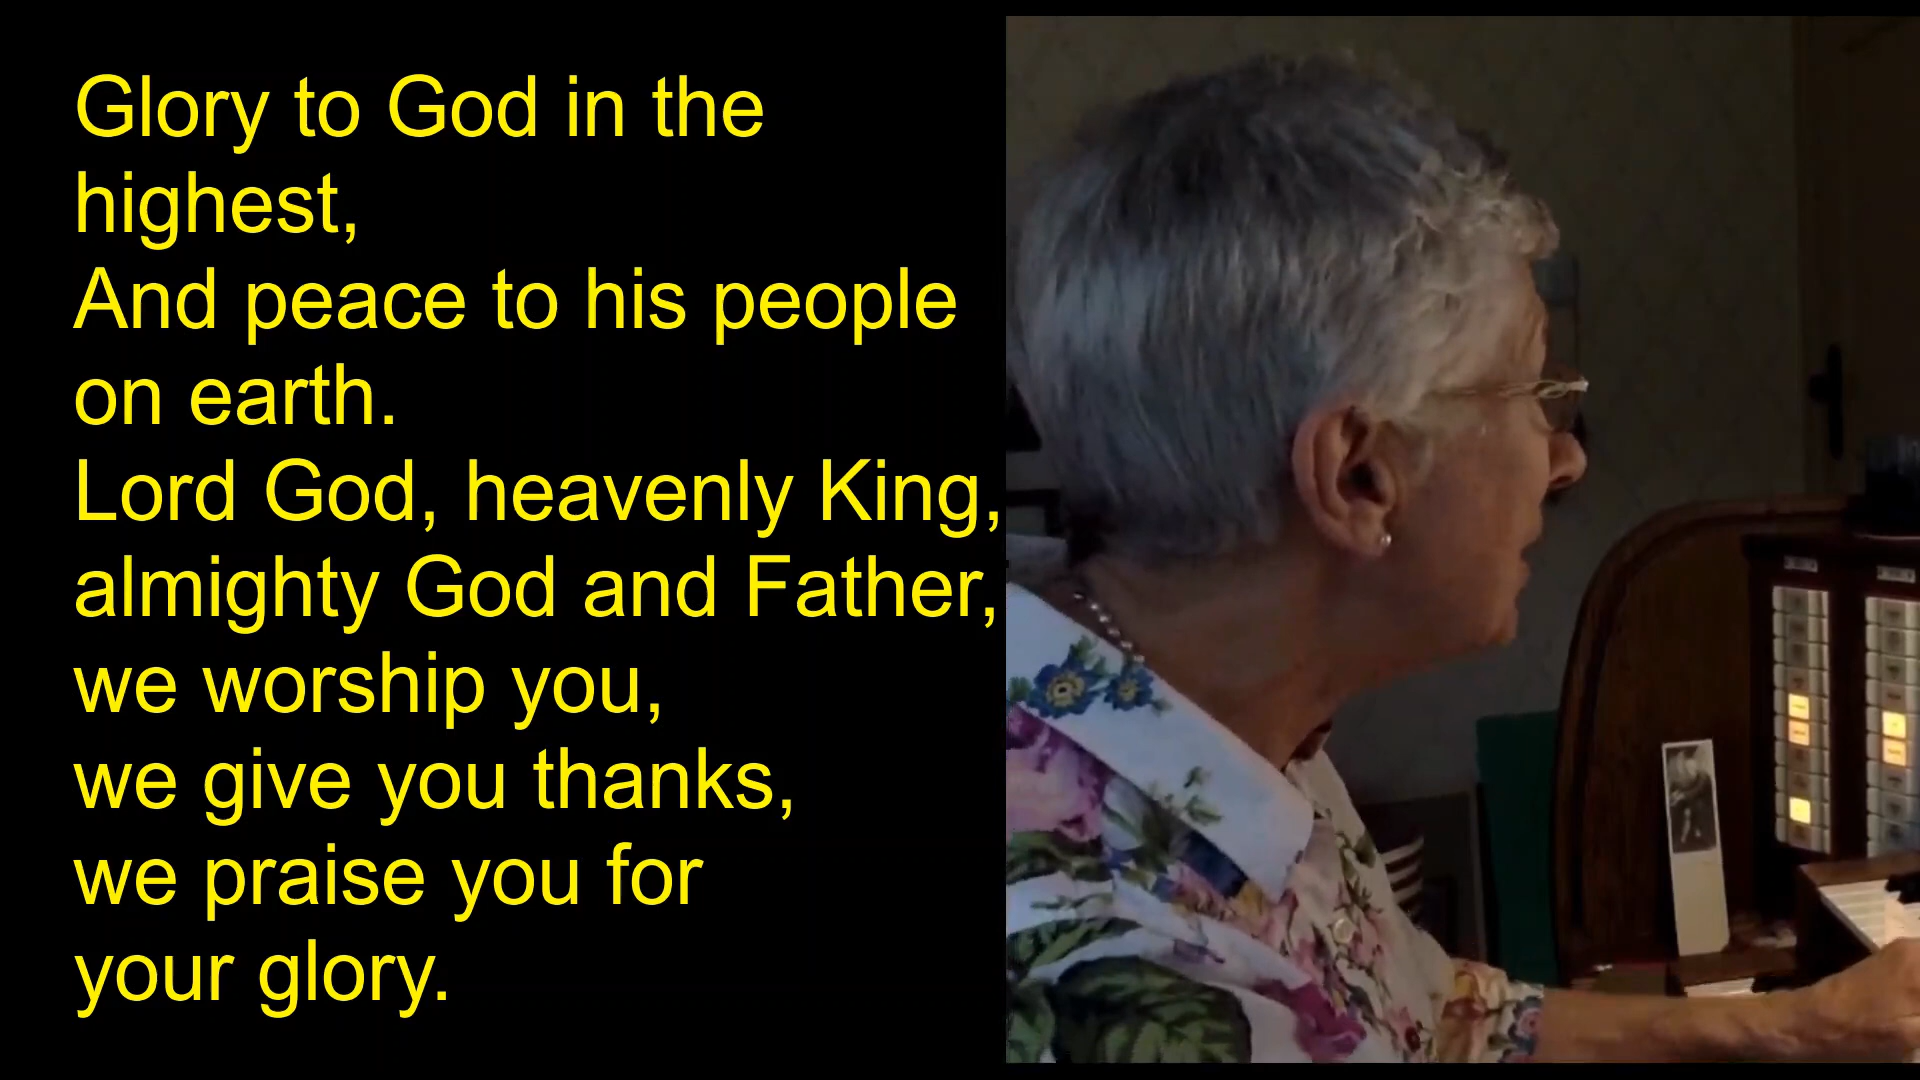 Glory to God in the
highest,
And peace to his people
on earth.
Lord God, heavenly King,
almighty God and Father,
we worship you,
we give you thanks,
we praise you for
your glory.